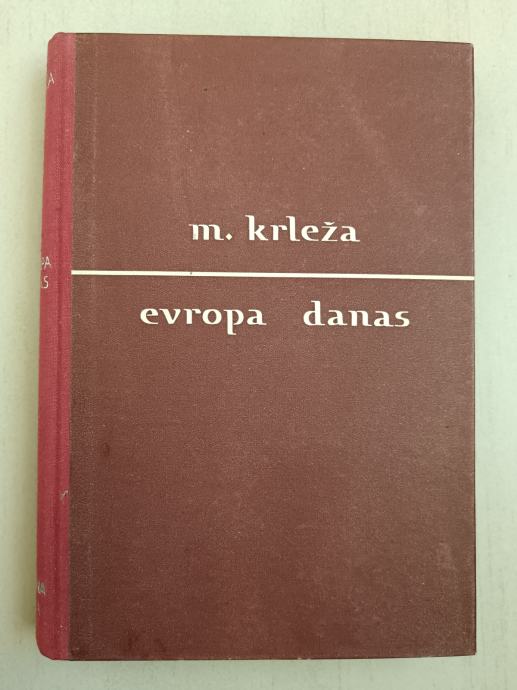 m. krleža
evropa danas